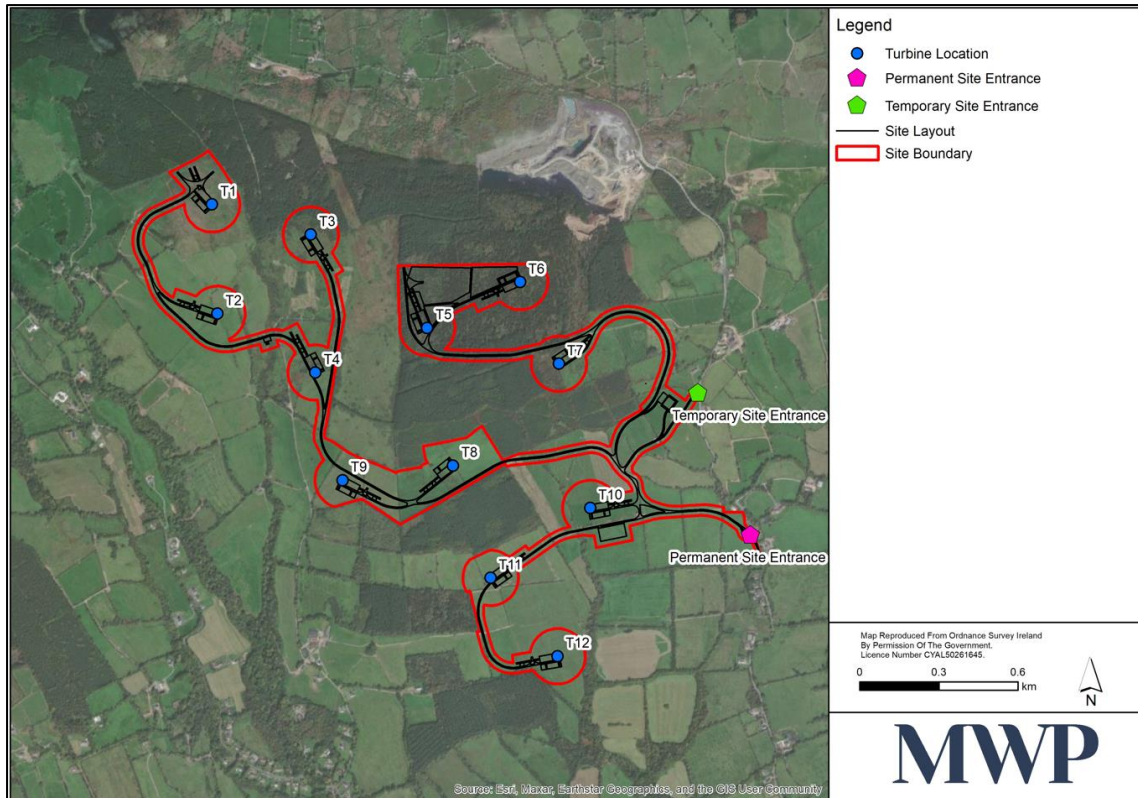 Legend
Turbine Location
Permanent Site Entrance
Temporary Site Entrance
Site Layout
Site Boundary
T1
T3
T6
T2
T5
T7
T4
Temporary Site Entrance
T8
T9
T10
Permanent Site Entrance
T11
T12
Map Reproduced From Ordnance Survey Ireland
By Permission Of The Government.
Licence Number CYAL50261645.
0 0.3 0.6
km
N
MWP
Source: Esri, Maxar, Earthstar Geographics, and the GIS User Community